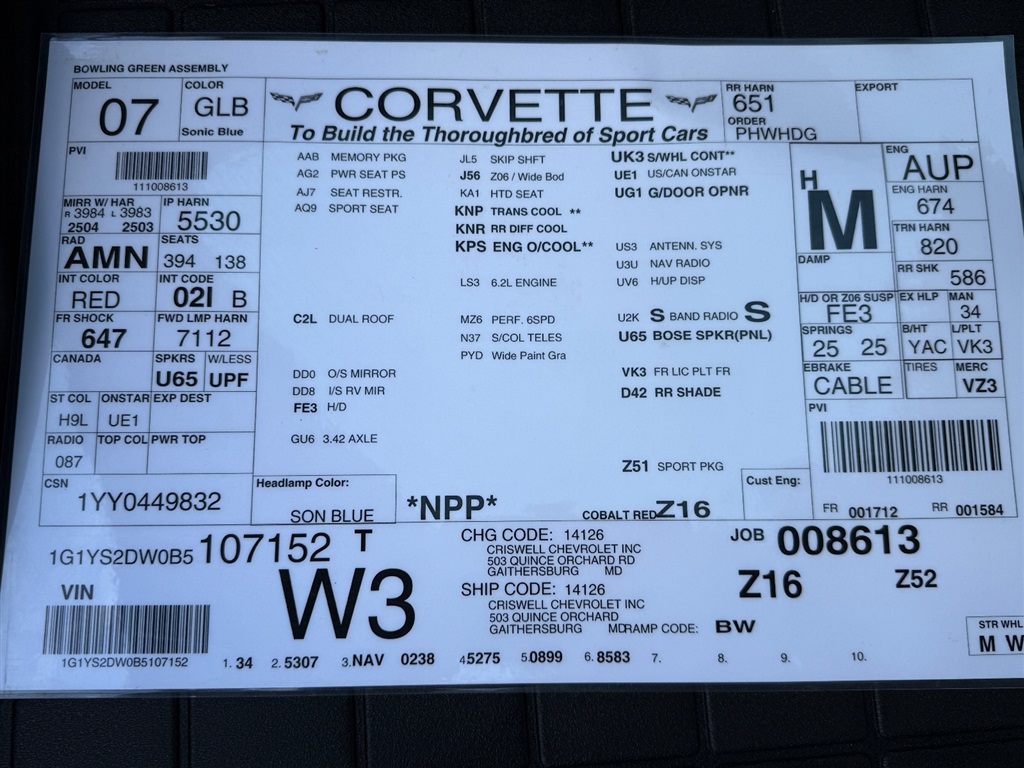 BOWLING GREEN ASSEMBLY
MODEL
07
COLOR
GLB
Sonic Blue
CORVETTE
To Build the Thoroughbred of Sport Cars
RR HARN
651
ORDER
PHWHDG
EXPORT
PVI
111008613
MIRR W/ HAR
R 3984 L 3983
2504 2503
IP HARN
5530
RAD
AMN
SEATS
394 138
INT COLOR
RED
INT CODE
02I B
FR SHOCK
647
FWD LMP HARN
7112
CANADA
SPKRS
U65
W/LESS
UPF
ST COL
H9L
ONSTAR
UE1
EXP DEST
RADIO
087
TOP COL
PWR TOP
CSN
1YY0449832
AAB MEMORY PKG
AG2 PWR SEAT PS
AJ7 SEAT RESTR.
AQ9 SPORT SEAT
C2L DUAL ROOF
DD0 O/S MIRROR
DD8 I/S RV MIR
FE3 H/D
GU6 3.42 AXLE
JL5 SKIP SHFT
J56 Z06 / Wide Bod
KA1 HTD SEAT
KNP TRANS COOL **
KNR RR DIFF COOL
KPS ENG O/COOL**
LS3 6.2L ENGINE
MZ6 PERF. 6SPD
N37 S/COL TELES
PYD Wide Paint Gra
UK3 S/WHL CONT**
UE1 US/CAN ONSTAR
UG1 G/DOOR OPNR
US3 ANTENN. SYS
U3U NAV RADIO
UV6 H/UP DISP
U2K S BAND RADIO S
U65 BOSE SPKR(PNL)
VK3 FR LIC PLT FR
D42 RR SHADE
Z51 SPORT PKG
H
M
DAMP
ENG
AUP
ENG HARN
674
TRN HARN
820
RR SHK
586
H/D OR Z06 SUSP
FE3
EX HLP
MAN
34
SPRINGS
25 25
B/HT
YAC
L/PLT
VK3
EBRAKE
CABLE
TIRES
MERC
VZ3
PVI
111008613
FR 001712 RR 001584
Headlamp Color:
SON BLUE
*NPP*
COBALT RED Z16
Cust Eng:
1G1YS2DW0B5 107152 T
VIN
1G1YS2DW0B5107152
W3
CHG CODE: 14126
CRISWELL CHEVROLET INC
503 QUINCE ORCHARD RD
GAITHERSBURG MD
SHIP CODE: 14126
CRISWELL CHEVROLET INC
503 QUINCE ORCHARD
GAITHERSBURG MD RAMP CODE: BW
JOB 008613
Z16 Z52
STR WHL
M W
1. 34 2. 5307 3. NAV 0238 4 5275 5. 0899 6. 8583 7. 8. 9. 10.